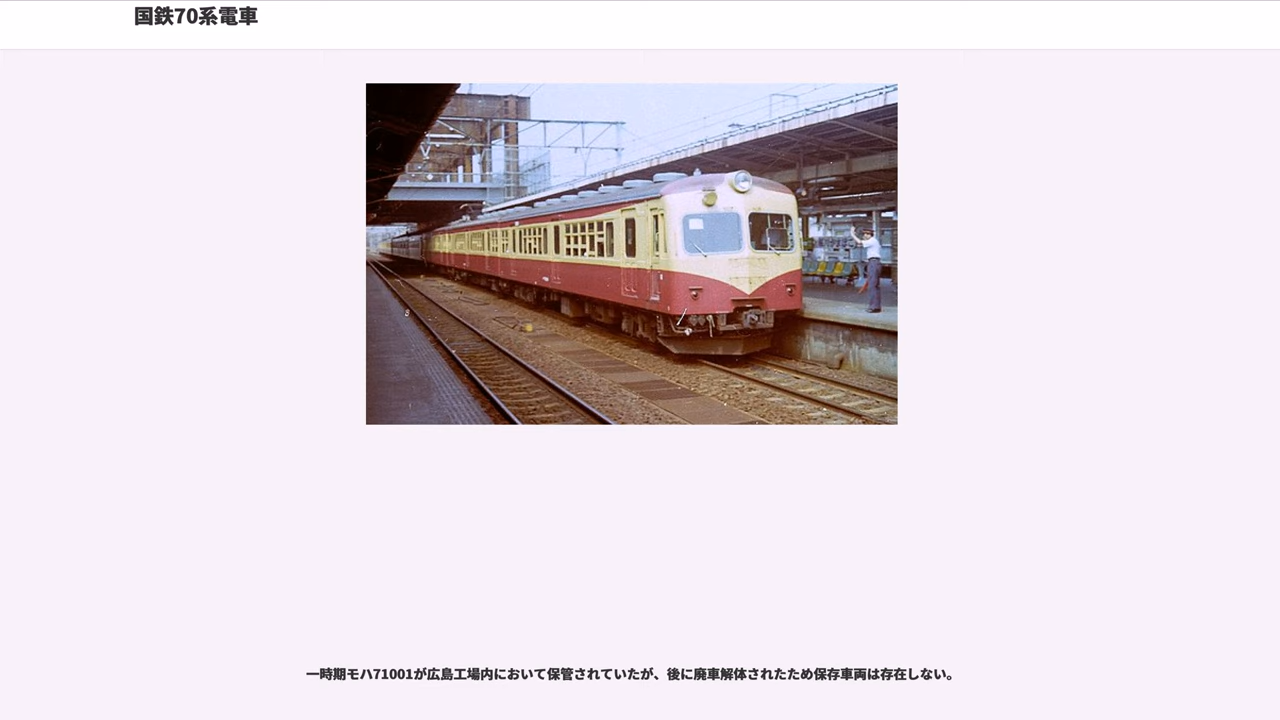 国鉄70系電車
一時期モハ71001が広島工場内において保管されていたが、後に廃車解体されたため保存車両は存在しない。